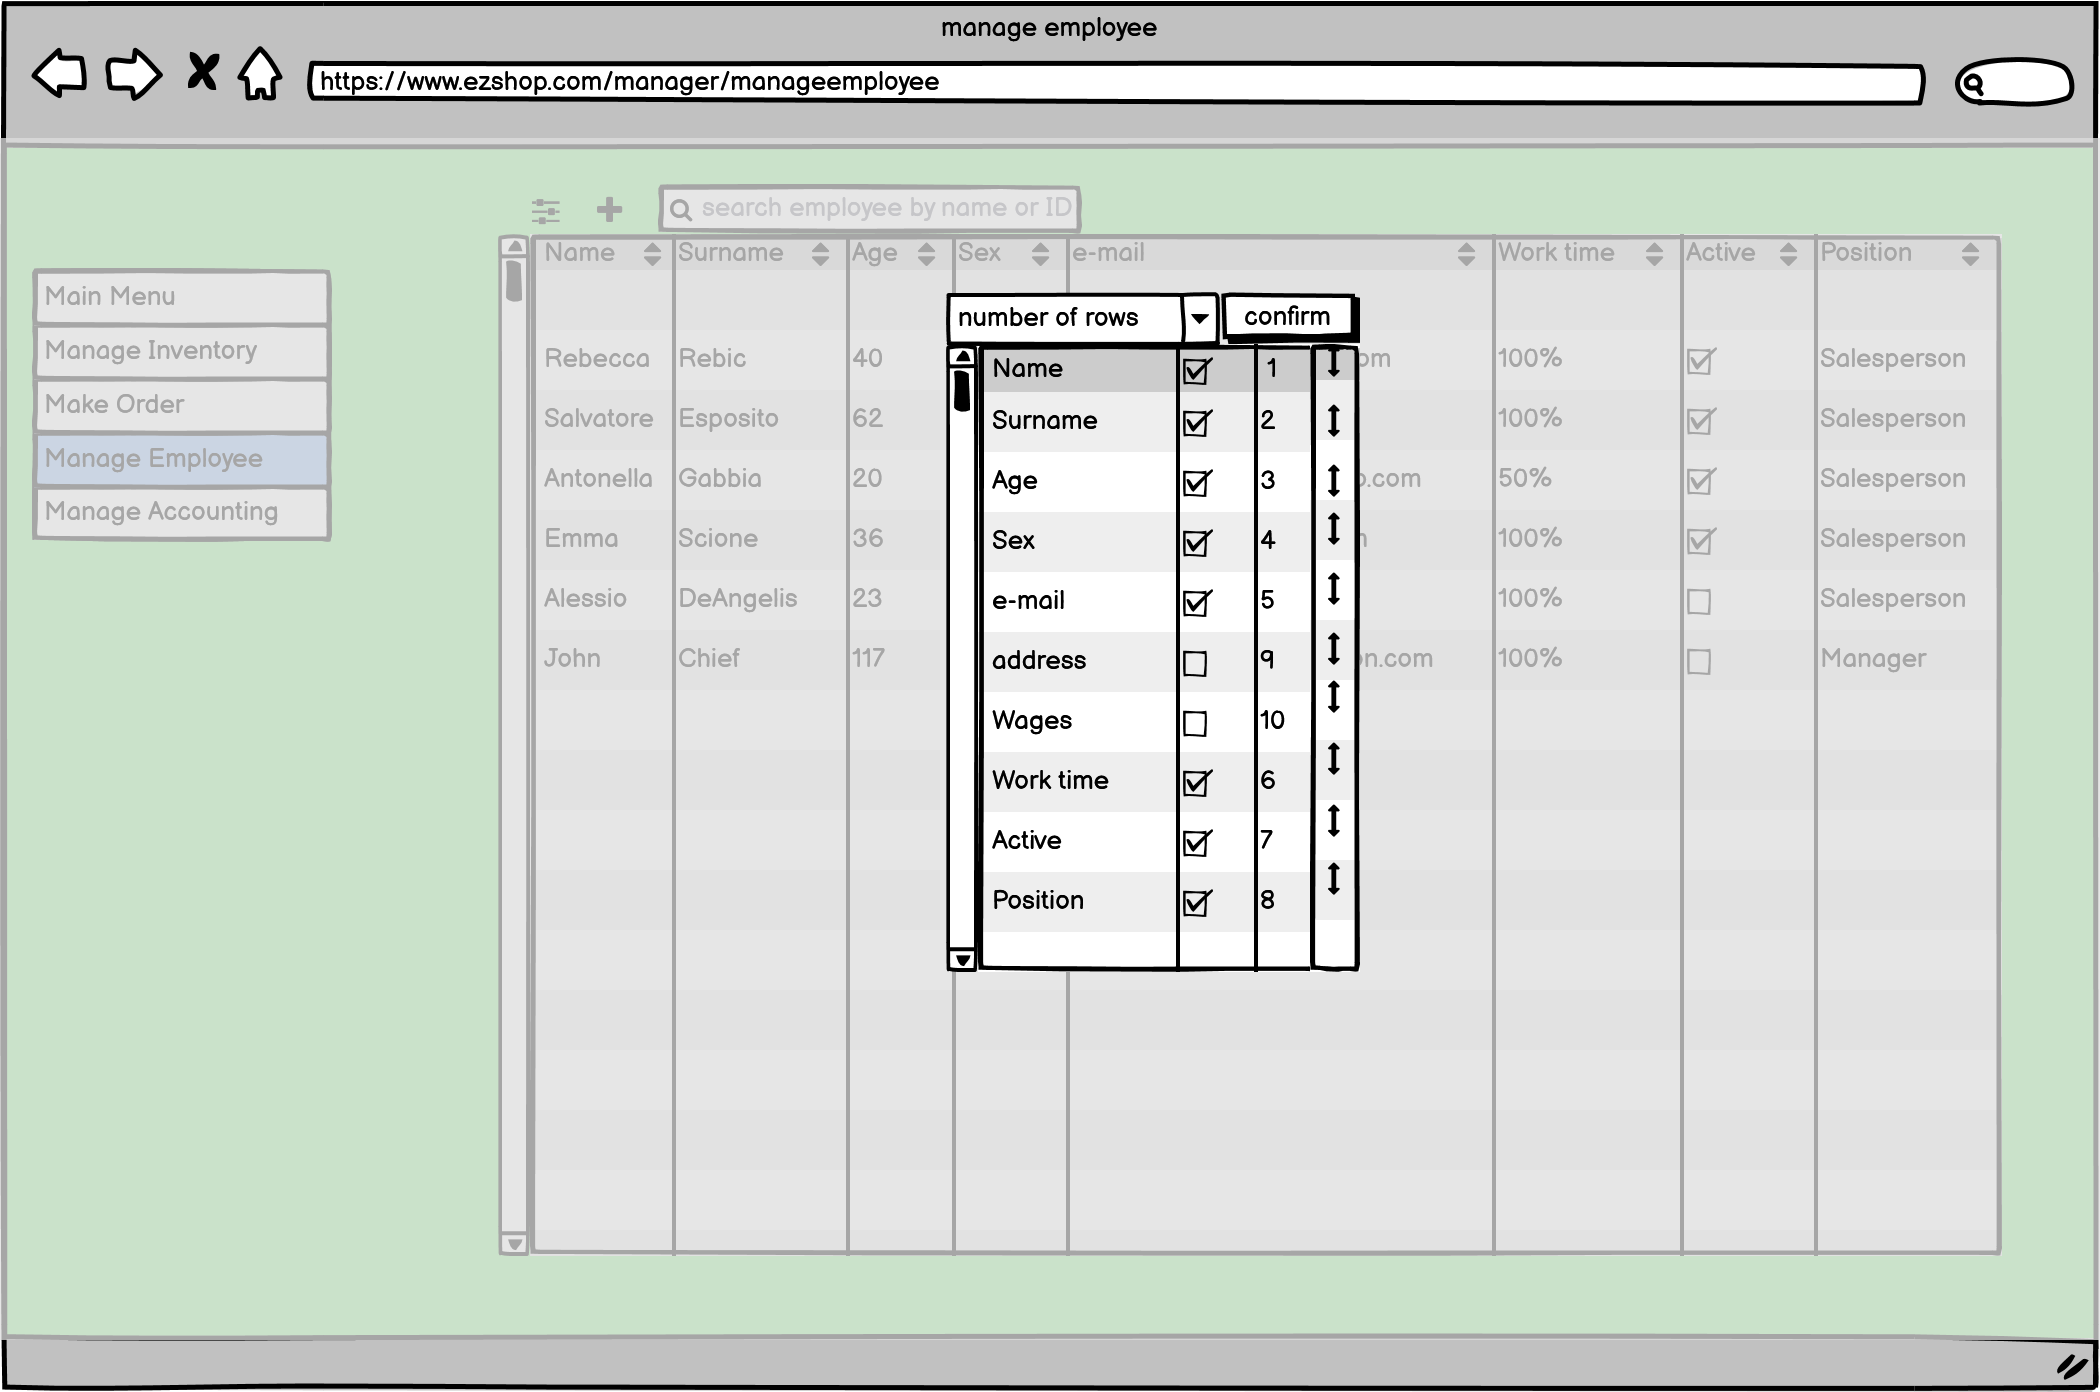 manage employee
https://www.ezshop.com/manager/manageemployee
search employee by name or ID
Name Surname Age Sex e-mail Work time Active Position
Main Menu
Manage Inventory
Make Order
Manage Employee
Manage Accounting
Rebecca Rebic 40 100% Salesperson
Salvatore Esposito 62 100% Salesperson
Antonella Gabbia 20 .com 50% Salesperson
Emma Scione 36 100% Salesperson
Alessio DeAngelis 23 100% Salesperson
John Chief 117 n.com 100% Manager
number of rows confirm
Name 1
Surname 2
Age 3
Sex 4
e-mail 5
address 9
Wages 10
Work time 6
Active 7
Position 8